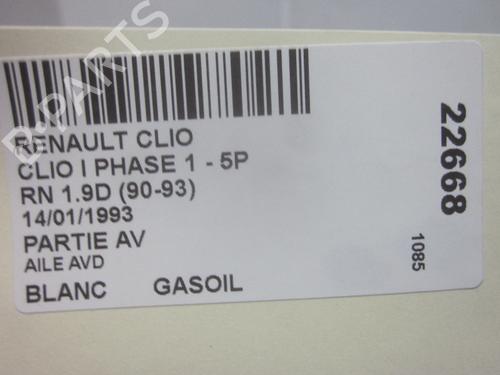 RENAULT CLIO
CLIO I PHASE 1 - 5P
RN 1.9D (90-93)
14/01/1993
PARTIE AV
AILE AVD
BLANC GASOIL
22668
1085
B-PARTS